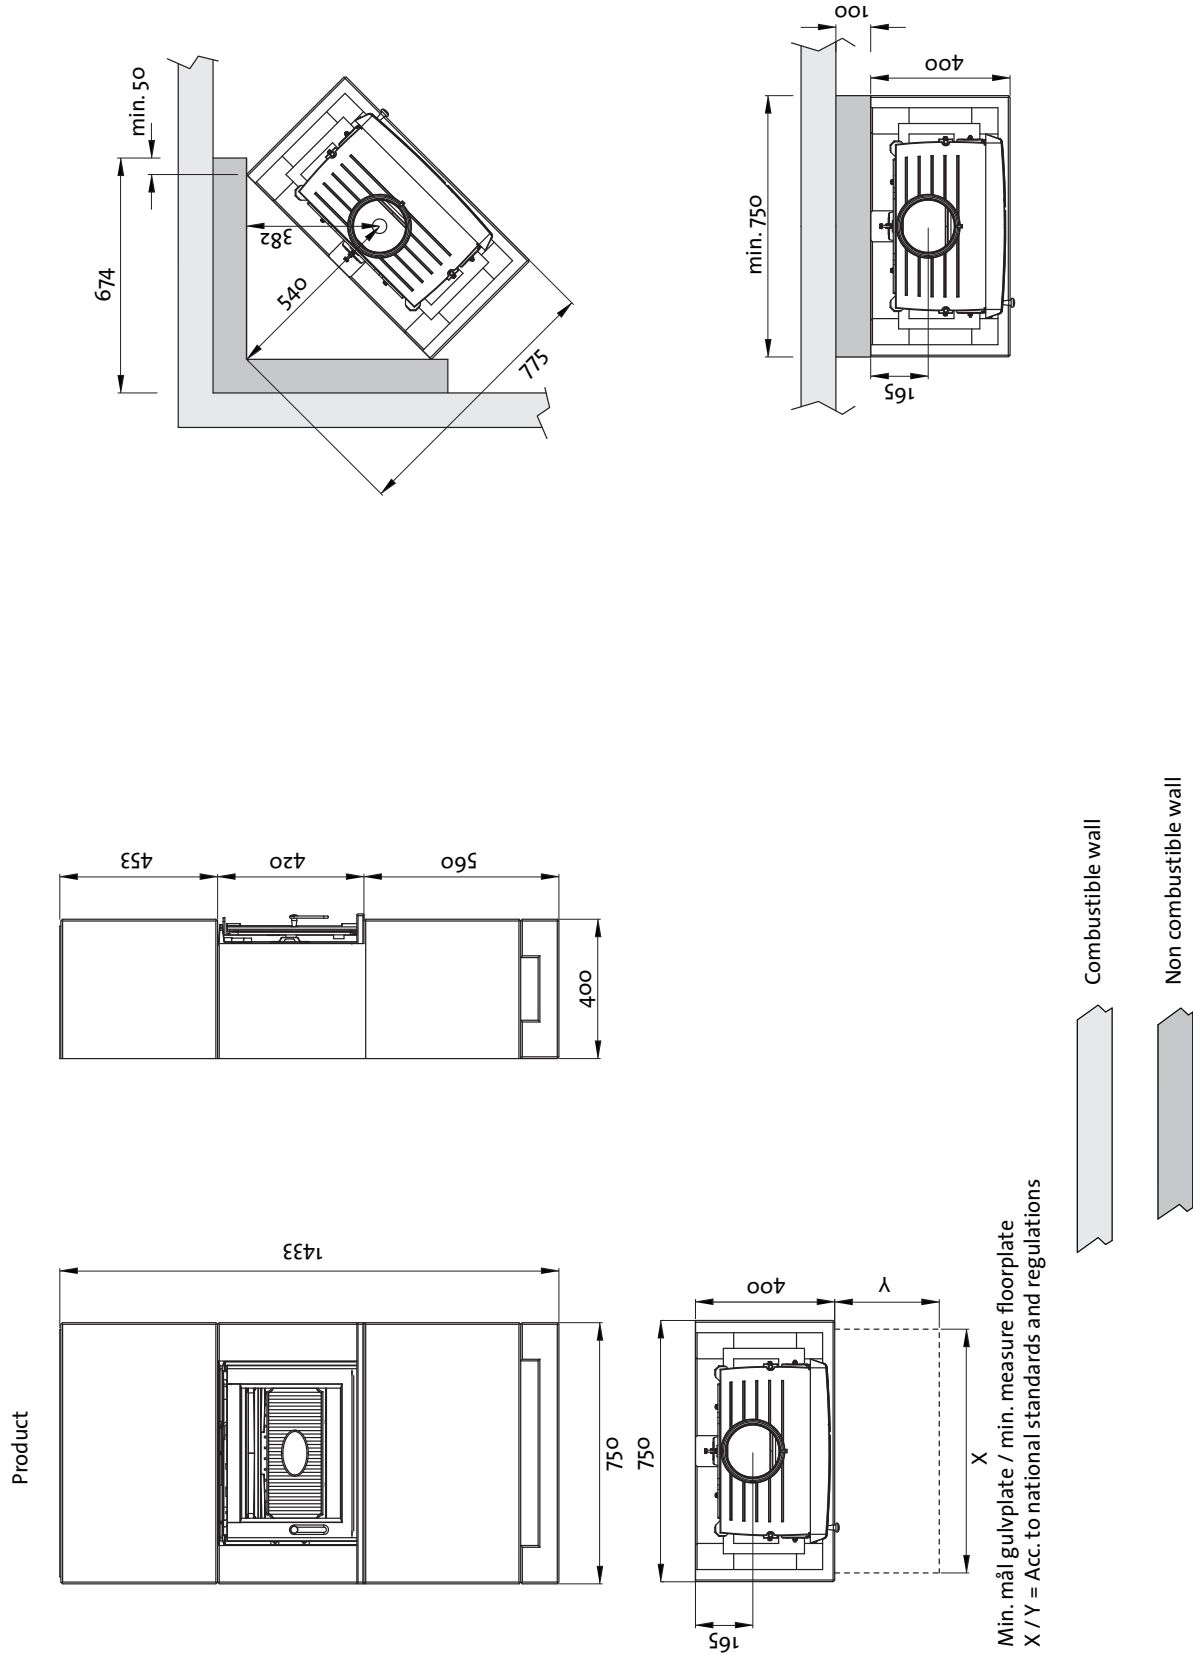 Product
1433
750
453
420
560
400
750
400
Y
X
165
Min. mål gulvplate / min. measure floorplate
X / Y = Acc. to national standards and regulations
674
min. 50
382
540
775
min. 750
100
400
165
Combustible wall
Non combustible wall